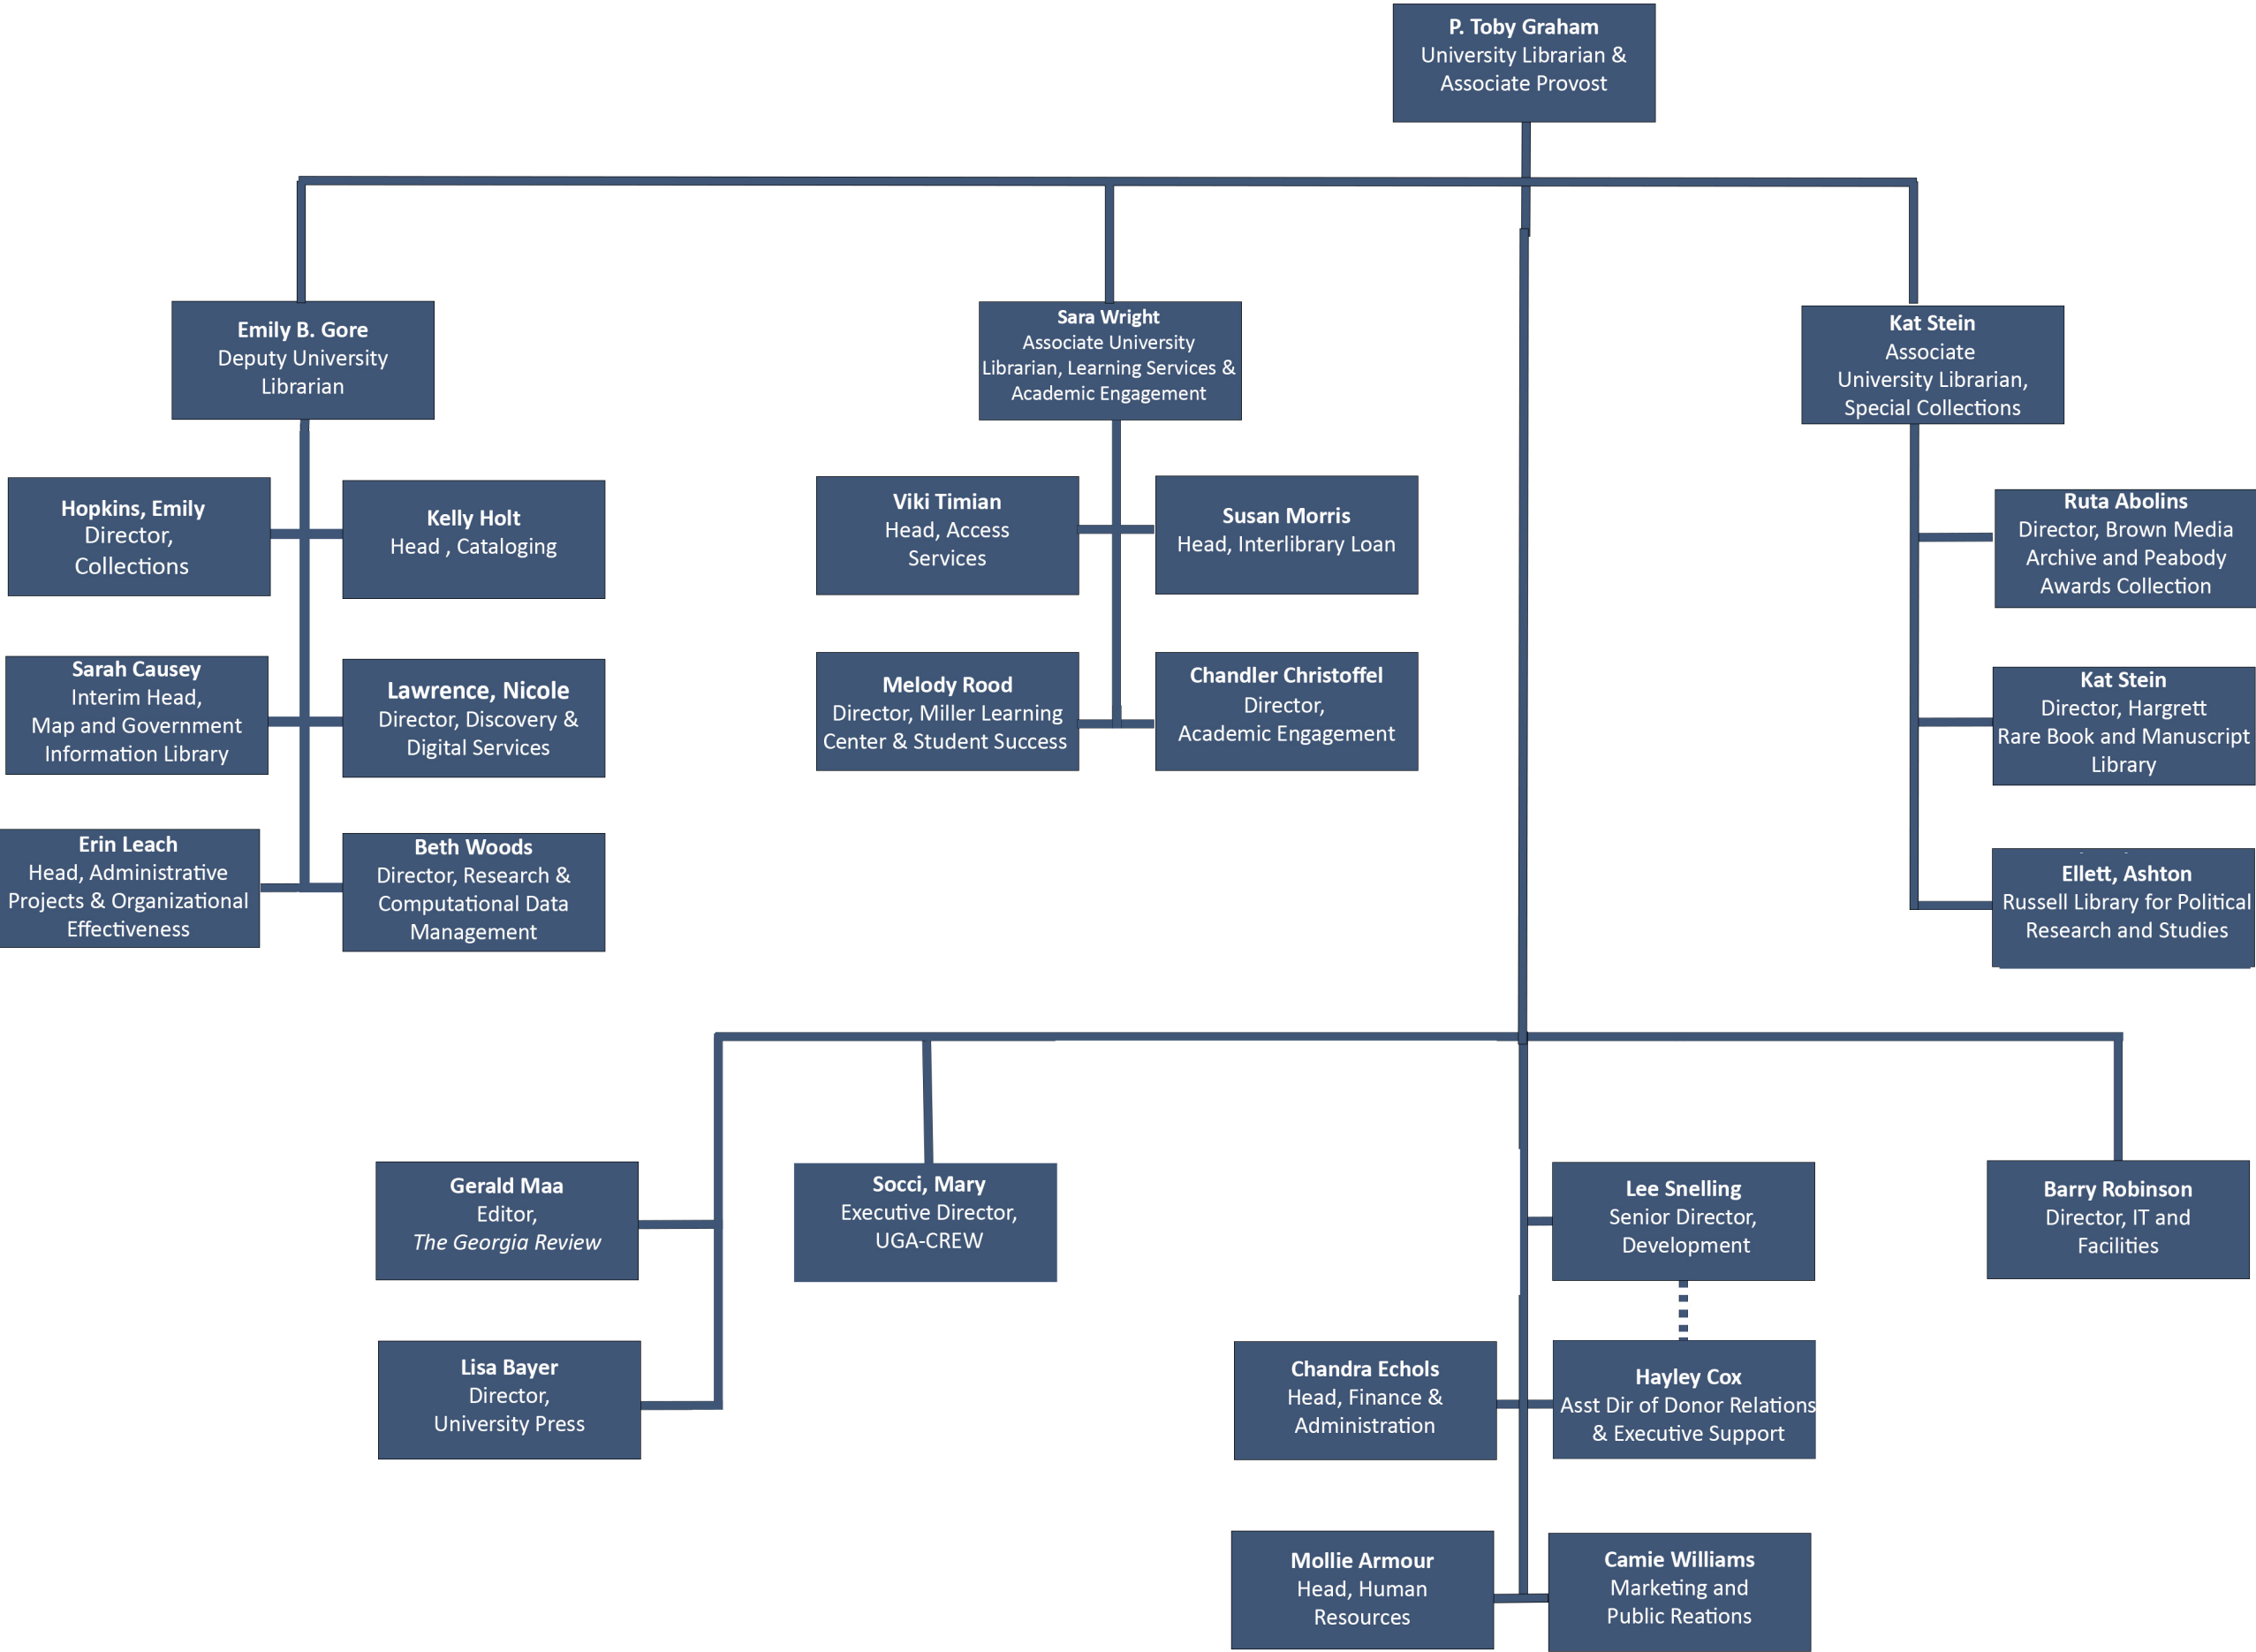 P. Toby Graham
University Librarian &
Associate Provost
Emily B. Gore
Deputy University
Librarian
Sara Wright
Associate University
Librarian, Learning Services &
Academic Engagement
Kat Stein
Associate
University Librarian,
Special Collections
Hopkins, Emily
Director,
Collections
Kelly Holt
Head , Cataloging
Sarah Causey
Interim Head,
Map and Government
Information Library
Lawrence, Nicole
Director, Discovery &
Digital Services
Erin Leach
Head, Administrative
Projects & Organizational
Effectiveness
Beth Woods
Director, Research &
Computational Data
Management
Viki Timian
Head, Access
Services
Susan Morris
Head, Interlibrary Loan
Melody Rood
Director, Miller Learning
Center & Student Success
Chandler Christoffel
Director,
Academic Engagement
Ruta Abolins
Director, Brown Media
Archive and Peabody
Awards Collection
Kat Stein
Director, Hargrett
Rare Book and Manuscript
Library
Ellett, Ashton
Russell Library for Political
Research and Studies
Gerald Maa
Editor,
The Georgia Review
Lisa Bayer
Director,
University Press
Socci, Mary
Executive Director,
UGA-CREW
Lee Snelling
Senior Director,
Development
Barry Robinson
Director, IT and
Facilities
Chandra Echols
Head, Finance &
Administration
Hayley Cox
Asst Dir of Donor Relations
& Executive Support
Mollie Armour
Head, Human
Resources
Camie Williams
Marketing and
Public Reations